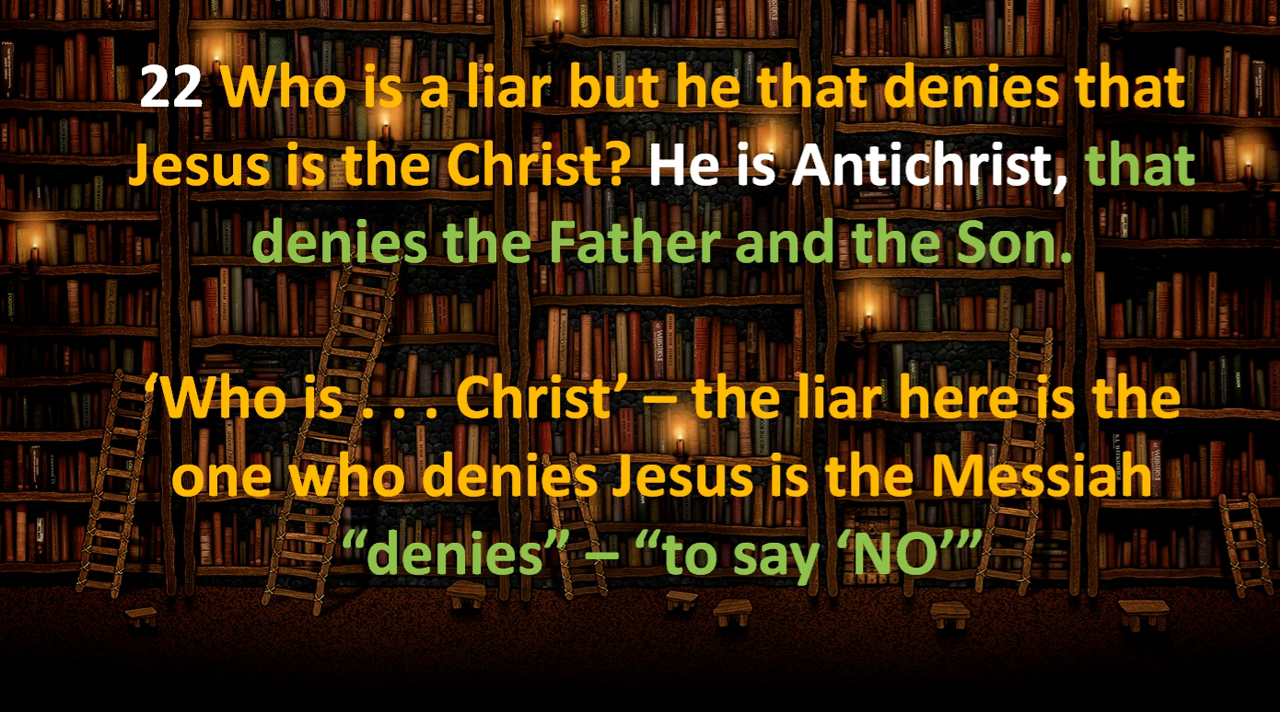 22 Who is a liar but he that denies that
Jesus is the Christ? He is Antichrist, that
denies the Father and the Son.
‘Who is . . . Christ’ – the liar here is the
one who denies Jesus is the Messiah
“denies” – “to say ‘NO’”